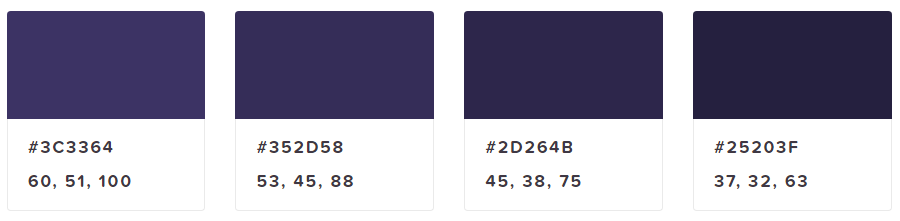 #3C3364
60, 51, 100
#352D58
53, 45, 88
#2D264B
45, 38, 75
#25203F
37, 32, 63